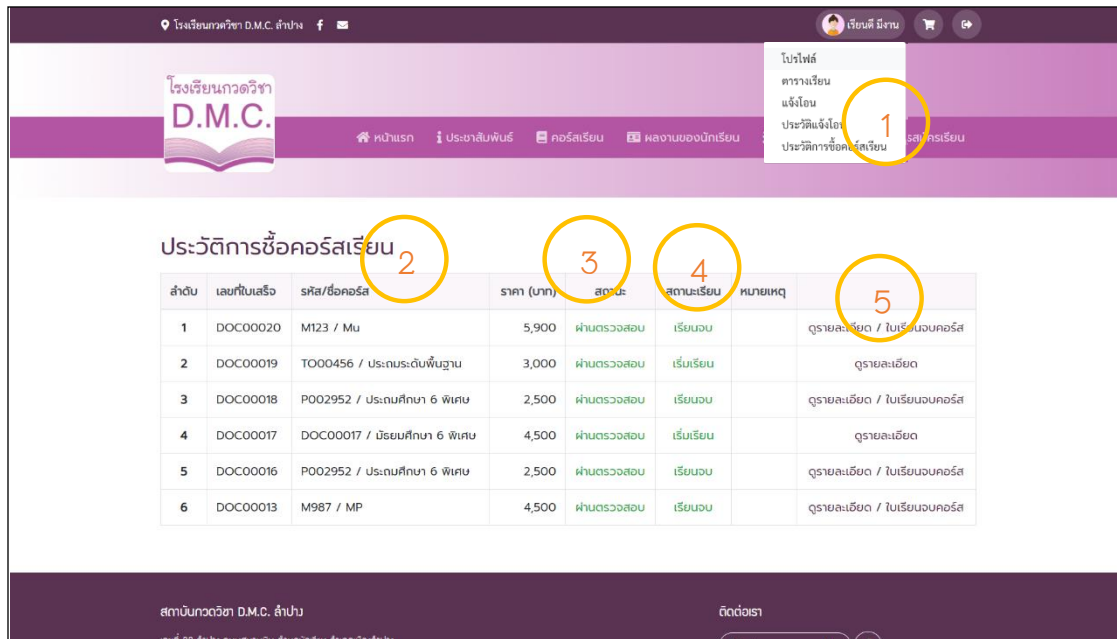 โรงเรียนกวดวิชา D.M.C. ลำปาง
เรียนดี มีงาน
โปรไฟล์
ตารางเรียน
แจ้งโอน
ประวัติแจ้งโอน
ประวัติการซื้อคอร์สเรียน
1
โรงเรียนกวดวิชา
D.M.C.
หน้าแรก ประชาสัมพันธ์ คอร์สเรียน ผลงานของนักเรียน
ประวัติการซื้อคอร์สเรียน
2 3 4 5
ลำดับ เลขที่ใบเสร็จ รหัส/ชื่อคอร์ส ราคา (บาท) สถานะ สถานะเรียน หมายเหตุ
1 DOC00020 M123 / Mu 5,900 ผ่านตรวจสอบ เรียนจบ ดูรายละเอียด / ใบเรียนจบคอร์ส
2 DOC00019 TO00456 / ประถมระดับพื้นฐาน 3,000 ผ่านตรวจสอบ เริ่มเรียน ดูรายละเอียด
3 DOC00018 P002952 / ประถมศึกษา 6 พิเศษ 2,500 ผ่านตรวจสอบ เรียนจบ ดูรายละเอียด / ใบเรียนจบคอร์ส
4 DOC00017 DOC00017 / มัธยมศึกษา 6 พิเศษ 4,500 ผ่านตรวจสอบ เริ่มเรียน ดูรายละเอียด
5 DOC00016 P002952 / ประถมศึกษา 6 พิเศษ 2,500 ผ่านตรวจสอบ เรียนจบ ดูรายละเอียด / ใบเรียนจบคอร์ส
6 DOC00013 M987 / MP 4,500 ผ่านตรวจสอบ เรียนจบ ดูรายละเอียด / ใบเรียนจบคอร์ส
สถาบันกวดวิชา D.M.C. ลำปาง ติดต่อเรา